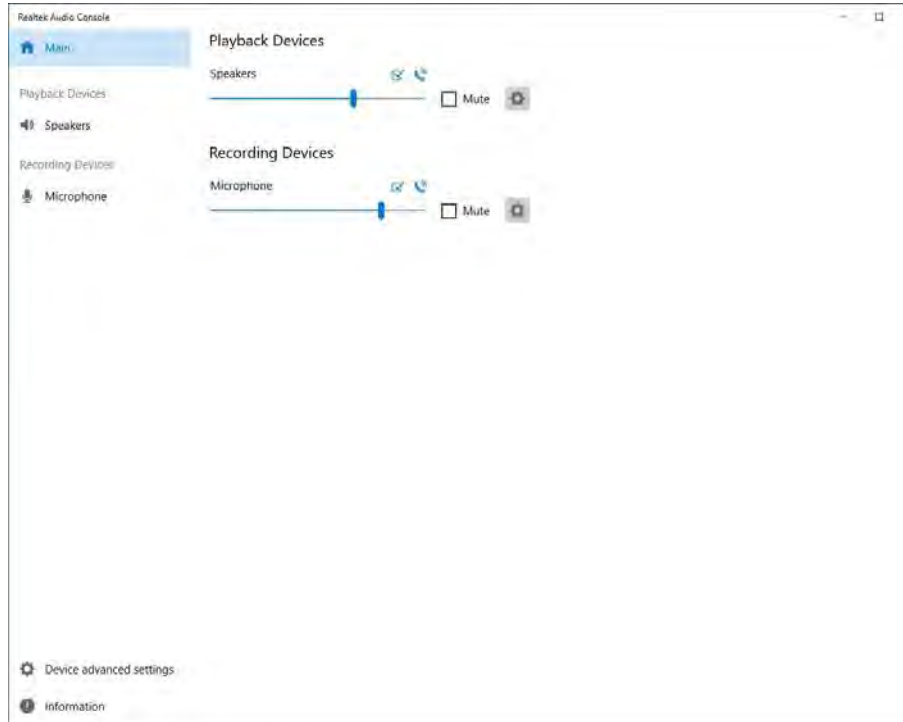 Realtek Audio Console
Main
Playback Devices
Speakers
Recording Devices
Microphone
Device advanced settings
Information
Playback Devices
Speakers
Mute
Recording Devices
Microphone
Mute